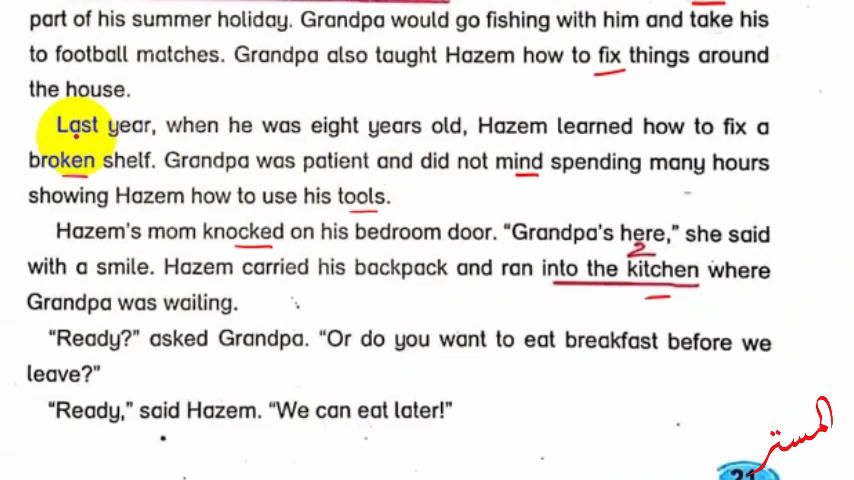 part of his summer holiday. Grandpa would go fishing with him and take his
to football matches. Grandpa also taught Hazem how to fix things around
the house.
Last year, when he was eight years old, Hazem learned how to fix a
broken shelf. Grandpa was patient and did not mind spending many hours
showing Hazem how to use his tools.
Hazem's mom knocked on his bedroom door. “Grandpa's here,” she said
2
with a smile. Hazem carried his backpack and ran into the kitchen where
Grandpa was wailing.
“Ready?” asked Grandpa. “Or do you want to eat breakfast before we
leave?”
“Ready,” said Hazem. “We can eat later!”
المستر
21